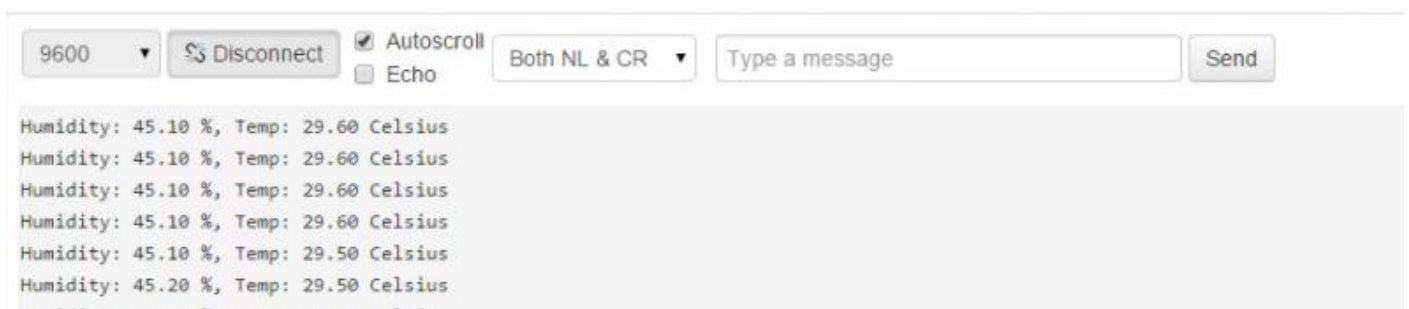 9600 Disconnect Autoscroll Both NL & CR Type a message Send
Echo
Humidity: 45.10 %, Temp: 29.60 Celsius
Humidity: 45.10 %, Temp: 29.60 Celsius
Humidity: 45.10 %, Temp: 29.60 Celsius
Humidity: 45.10 %, Temp: 29.60 Celsius
Humidity: 45.10 %, Temp: 29.50 Celsius
Humidity: 45.20 %, Temp: 29.50 Celsius